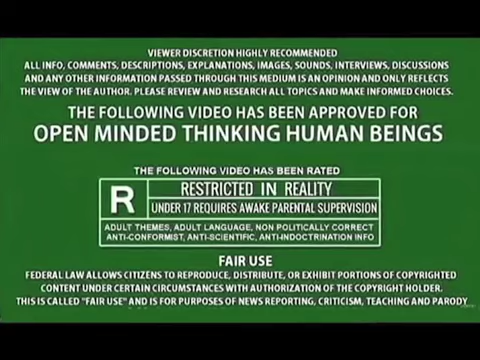 VIEWER DISCRETION HIGHLY RECOMMENDED
ALL INFO, COMMENTS, DESCRIPTIONS, EXPLANATIONS, IMAGES, SOUNDS, INTERVIEWS, DISCUSSIONS
AND ANY OTHER INFORMATION PASSED THROUGH THIS MEDIUM IS AN OPINION AND ONLY REFLECTS
THE VIEW OF THE AUTHOR. PLEASE REVIEW AND RESEARCH ALL TOPICS AND MAKE INFORMED CHOICES.
THE FOLLOWING VIDEO HAS BEEN APPROVED FOR
OPEN MINDED THINKING HUMAN BEINGS
THE FOLLOWING VIDEO HAS BEEN RATED
R
RESTRICTED IN REALITY
UNDER 17 REQUIRES AWAKE PARENTAL SUPERVISION
ADULT THEMES, ADULT LANGUAGE, NON POLITICALLY CORRECT
ANTI-CONFORMIST, ANTI-SCIENTIFIC, ANTI-INDOCTRINATION INFO
FAIR USE
FEDERAL LAW ALLOWS CITIZENS TO REPRODUCE, DISTRIBUTE, OR EXHIBIT PORTIONS OF COPYRIGHTED
CONTENT UNDER CERTAIN CIRCUMSTANCES WITH AUTHORIZATION OF THE COPYRIGHT HOLDER.
THIS IS CALLED "FAIR USE" AND IS FOR PURPOSES OF NEWS REPORTING, CRITICISM, TEACHING AND PARODY